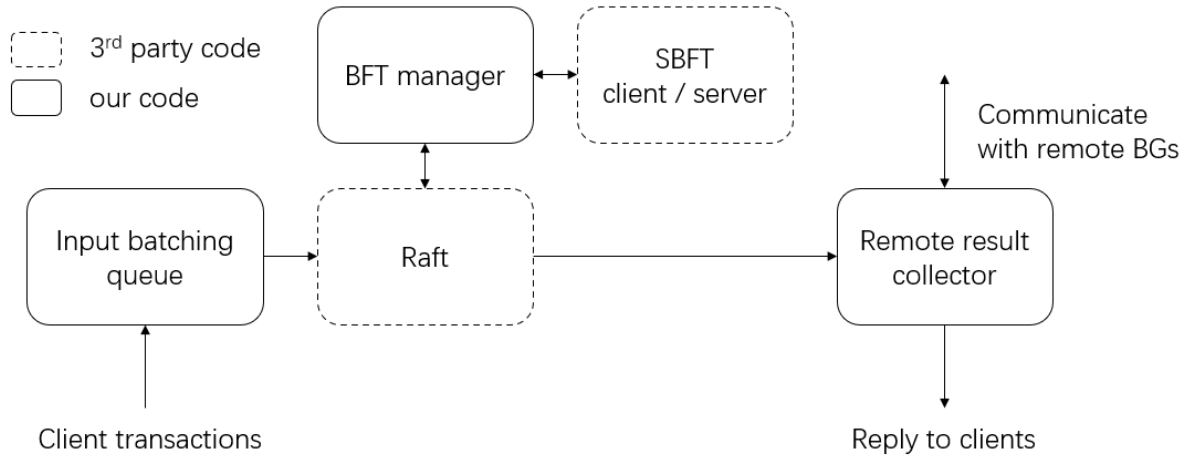 3rd party code
our code
BFT manager
SBFT
client / server
Communicate
with remote BGs
Input batching
queue
Raft
Remote result
collector
Client transactions
Reply to clients